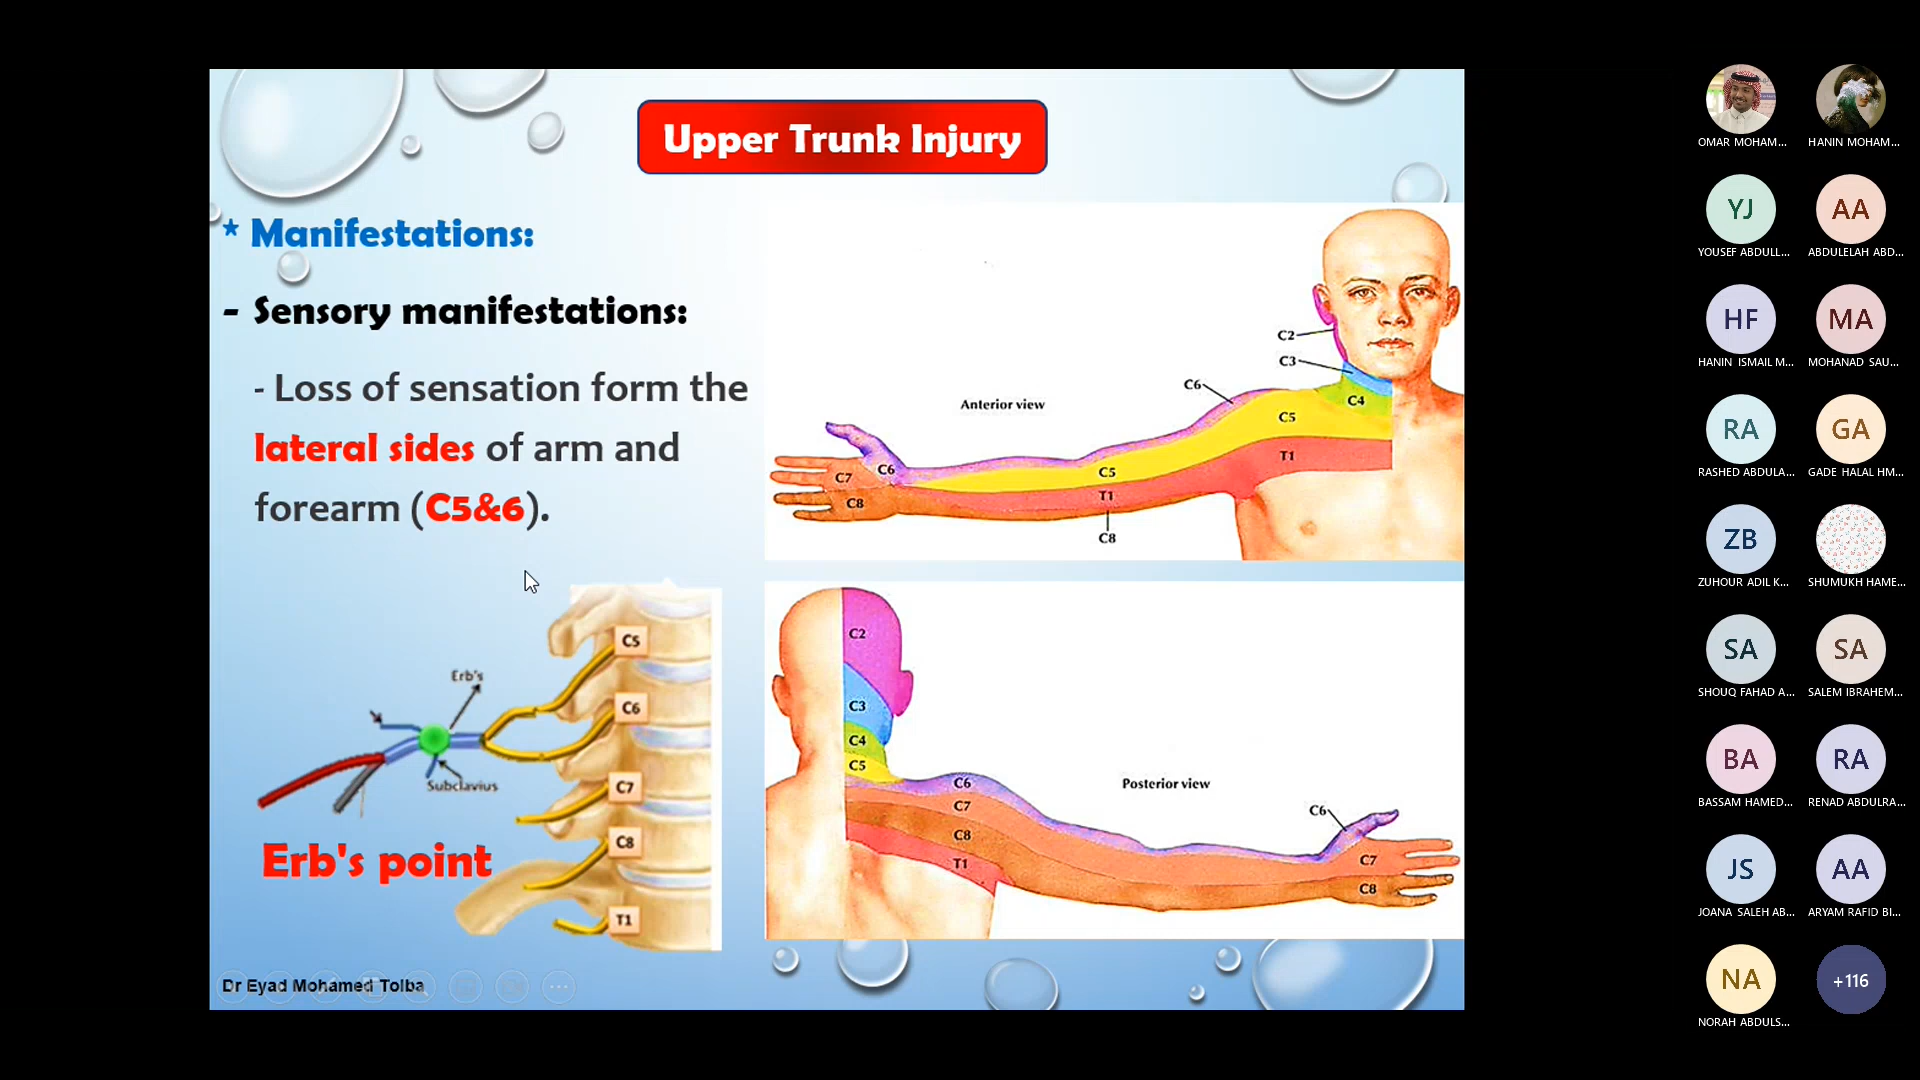 Upper Trunk Injury
* Manifestations:
- Sensory manifestations:
- Loss of sensation form the
lateral sides of arm and
forearm (C5&6).
C2
C3
C6
C4
Anterior view
C5
T1
C7
C6
C5
C8
T1
C8
C5
Erb's
C6
Subclavius
C7
C8
T1
Erb's point
C2
C3
C4
C5
C6
C7
C8
T1
Posterior view
C6
C7
C8
Dr Eyad Mohamed Tolba
OMAR MOHAM...
HANIN MOHAM...
YJ
AA
YOUSEF ABDULL...
ABDULELAH ABD...
HF
MA
HANIN ISMAIL M...
MOHANAD SAU...
RA
GA
RASHED ABDULA...
GADE HALAL HM...
ZB
ZUHOUR ADIL K...
SHUMUKH HAME...
SA
SA
SHOUQ FAHAD A...
SALEM IBRAHEM...
BA
RA
BASSAM HAMED...
RENAD ABDULRA...
JS
AA
JOANA SALEH AB...
ARYAM RAFID BI...
NA
+116
NORAH ABDULS...